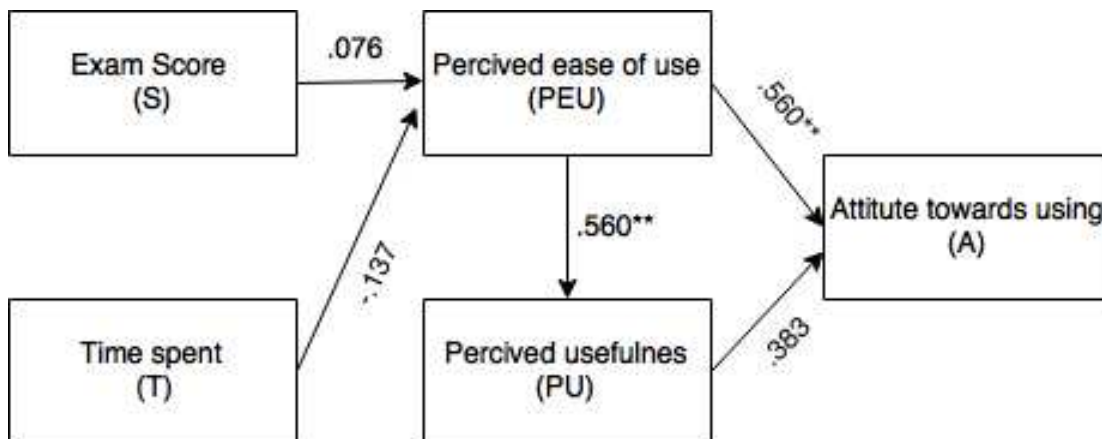 Exam Score
(S)
.076
Percived ease of use
(PEU)
.560**
.560**
Attitute towards using
(A)
-.137
Time spent
(T)
Percived usefulnes
(PU)
.383